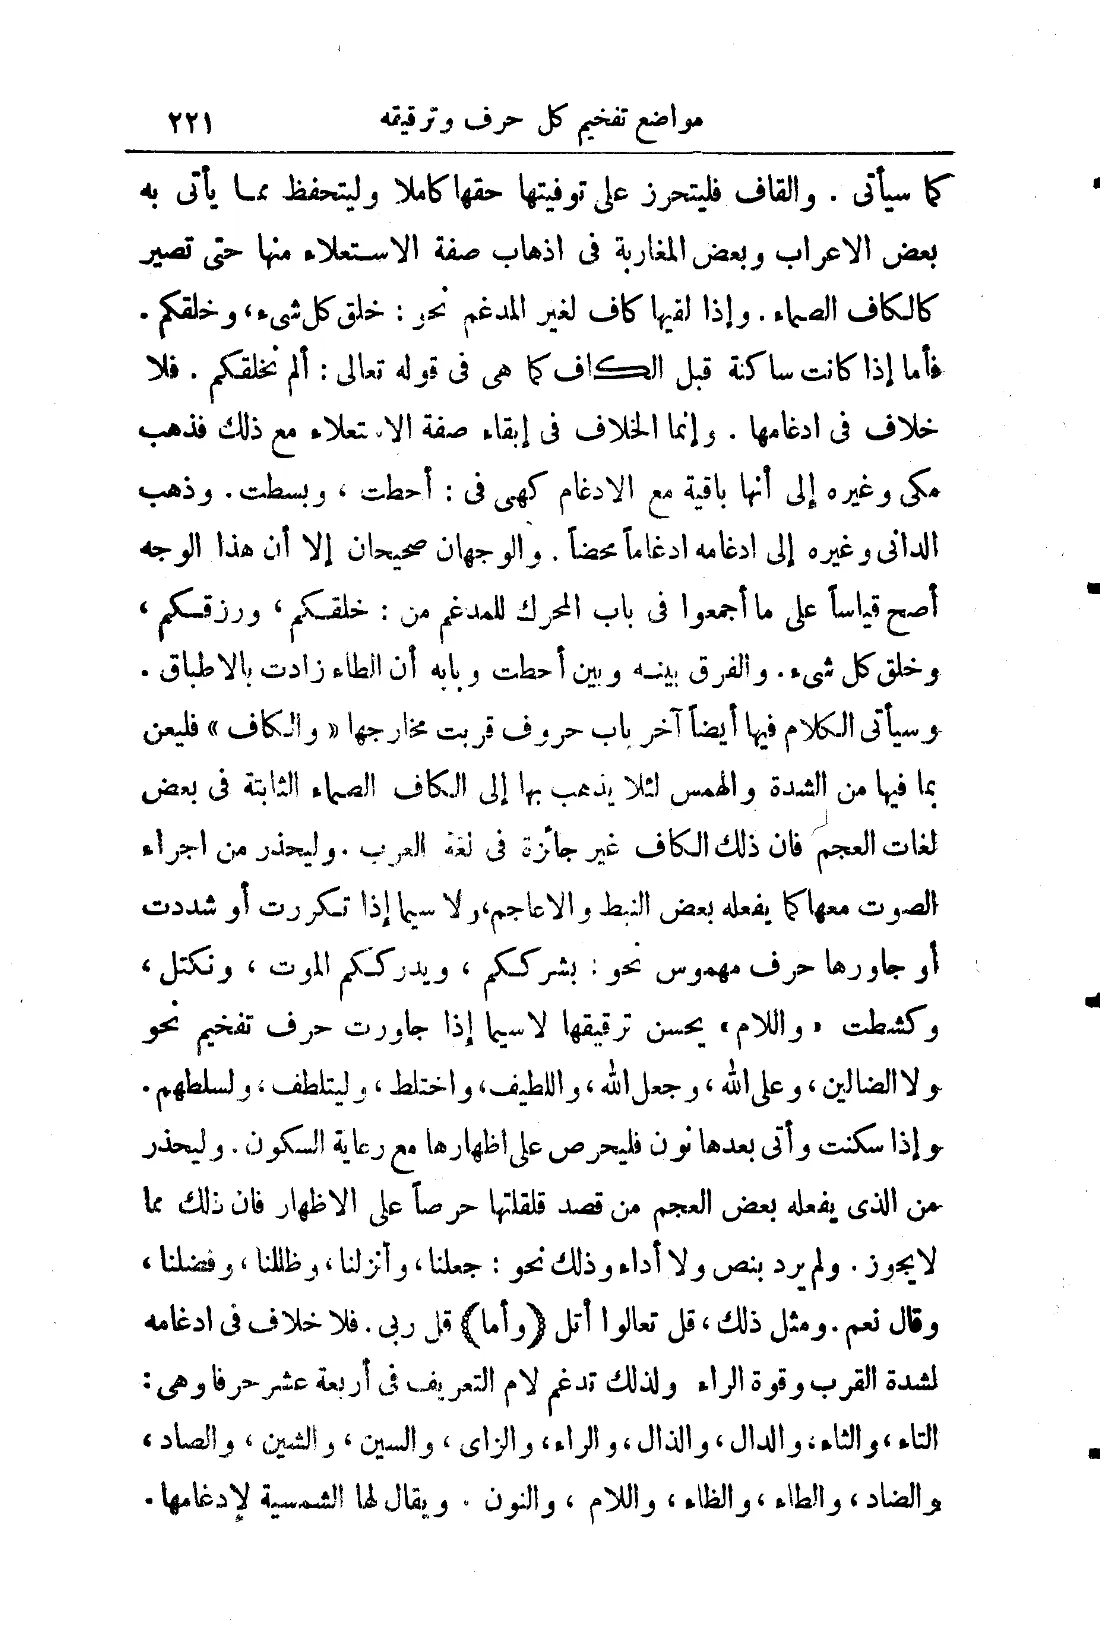 مواضع تفخيم كل حرف وترقيقه ٢٢١
كما سيأتى . والقاف فليتحرز على توفيتها حقها كاملا وليتحفظ مما يأتى به
بعض الاعراب وبعض المغاربة فى اذهاب صفة الاستعلاء منها حتى تصير
كالكاف الصماء . وإذا لقيها كاف لغير المدغم نحو : خلق كل شىء، وخلقكم .
فأما إذا كانت ساكنة قبل الكاف كما هى فى قوله تعالى : ألم نخلقكم . فلا
خلاف فى ادغامها . وإنما الخلاف فى إبقاء صفة الاستعلاء مع ذلك فذهب
مكى وغيره إلى أنها باقية مع الادغام كهى فى : أحطت ، وبسطت . وذهب
الدانى وغيره إلى ادغامه ادغاماً محضاً . والوجهان صحيحان إلا أن هذا الوجه
أصح قياساً على ما أجمعوا فى باب المحرك للمدغم من : خلقكم ، ورزقكم ،
وخلق كل شىء . والفرق بينه وبين أحطت وبابه أن الطاء زادت بالاطباق .
وسيأتى الكلام فيها أيضاً آخر باب حروف قربت مخارجها « والكاف » فليعن
بما فيها من الشدة والهمس لئلا يذهب بها إلى الكاف الصماء الثابتة فى بعض
لغات العجم فان ذلك الكاف غير جائزة فى لغة العرب . وليحذر من اجراء
الصوت معها كما يفعله بعض النبط والاعاجم، ولا سيما إذا تكررت أو شددت
أو جاورها حرف مهموس نحو : بشرككم ، ويدرككم الموت ، ونكتل ،
وكشطت « واللام » يحسن ترقيقها لا سيما إذا جاورت حرف تفخيم نحو
ولا الضالين ، وعلى الله ، وجعل الله ، واللطيف، واختلط ، وليتلطف ، ولسلطهم .
وإذا سكنت وأتى بعدها نون فليحرص على اظهارها مع رعاية السكون . وليحذر
من الذى يفعله بعض العجم من قصد قلقلتها حرصاً على الاظهار فان ذلك مما
لا يجوز . ولم يرد بنص ولا أداء وذلك نحو : جعلنا ، وأنزلنا ، وظللنا ، وفضلنا ،
وقال نعم . ومثل ذلك ، قل تعالوا أتل (وأما) قل ربى . فلا خلاف فى ادغامه
لشدة القرب وقوة الراء ولذلك تدغم لام التعريف فى أربعة عشر حرفا وهى :
التاء ، والثاء ، والدال ، والذال ، والراء ، والزاى ، والسين ، والشين ، والصاد ،
والضاد ، والطاء ، والظاء ، واللام ، والنون . ويقال لها الشمسية لإدغامها .